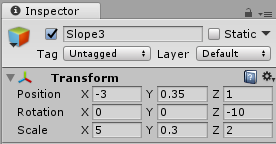 Inspector
Slope3 Static
Tag Untagged Layer Default
Transform
Position X -3 Y 0.35 Z 1
Rotation X 0 Y 0 Z -10
Scale X 5 Y 0.3 Z 2